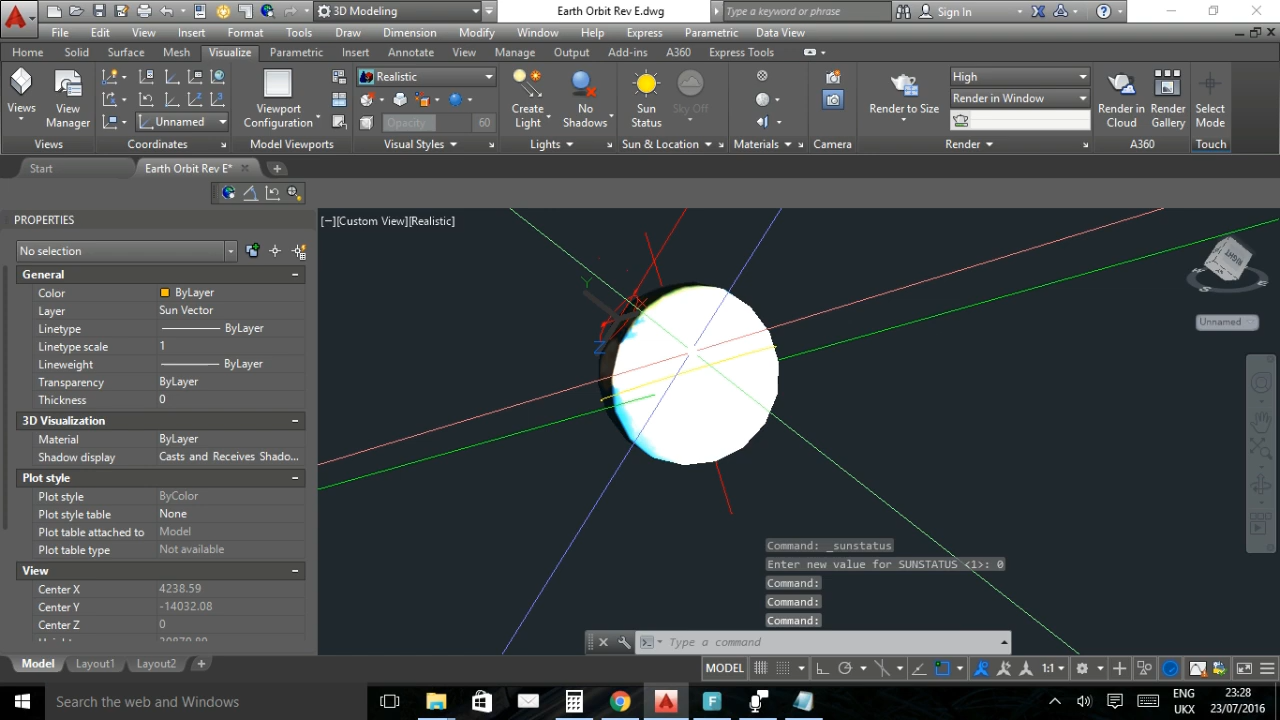 3D Modeling
Earth Orbit Rev E.dwg
Type a keyword or phrase
Sign In
File Edit View Insert Format Tools Draw Dimension Modify Window Help Express Parametric Data View
Home Solid Surface Mesh Visualize Parametric Insert Annotate View Manage Output Add-ins A360 Express Tools
Views
View Manager
Views
Unnamed
Coordinates
Viewport Configuration
Model Viewports
Realistic
Opacity 60
Visual Styles
Create Light
No Shadows
Lights
Sun Status
Sky Off
Sun & Location
Materials
Camera
Render to Size
High
Render in Window
Render
Render in Cloud
Render Gallery
A360
Select Mode
Touch
Start
Earth Orbit Rev E*
PROPERTIES
No selection
General
Color ByLayer
Layer Sun Vector
Linetype ByLayer
Linetype scale 1
Lineweight ByLayer
Transparency ByLayer
Thickness 0
3D Visualization
Material ByLayer
Shadow display Casts and Receives Shado...
Plot style
Plot style ByColor
Plot style table None
Plot table attached to Model
Plot table type Not available
View
Center X 4238.59
Center Y -14032.08
Center Z 0
[−][Custom View][Realistic]
Y
X
Z
RIGHT
Unnamed
Command: _sunstatus
Enter new value for SUNSTATUS <1>: 0
Command:
Command:
Command:
Type a command
Model Layout1 Layout2
MODEL
1:1
Search the web and Windows
F
ENG
UKX
23:28
23/07/2016